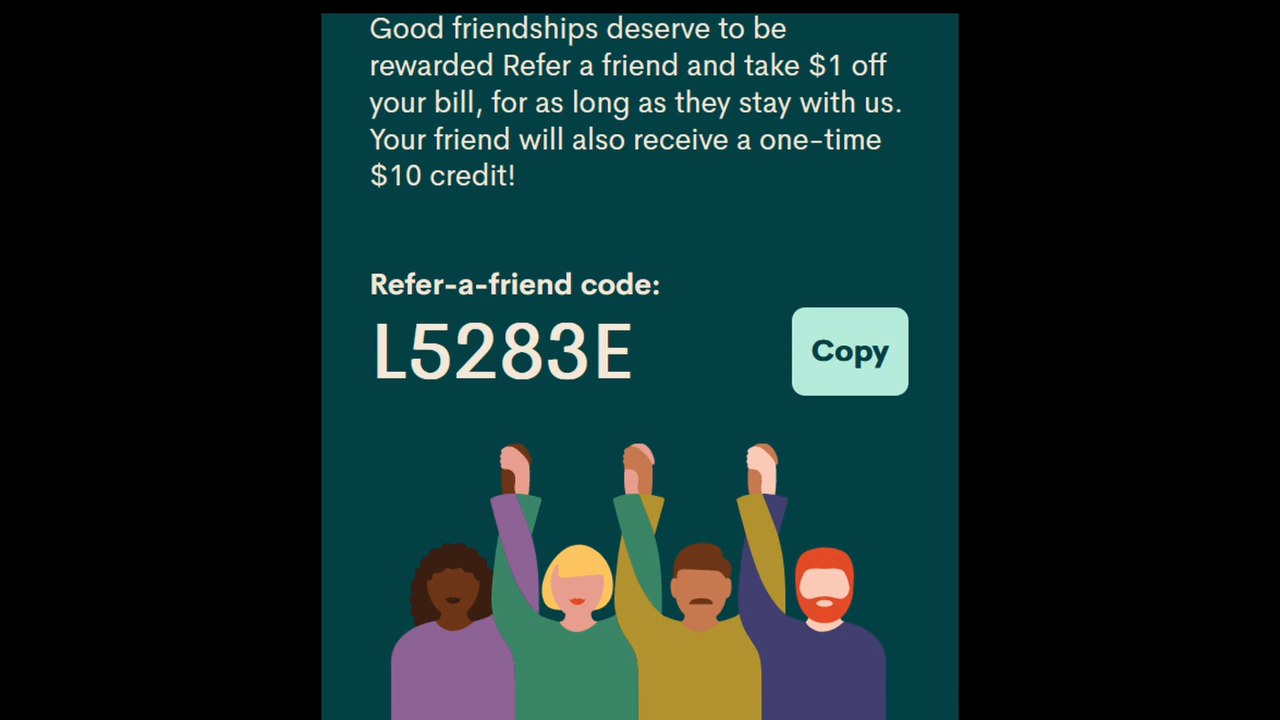 Good friendships deserve to be
rewarded Refer a friend and take $1 off
your bill, for as long as they stay with us.
Your friend will also receive a one-time
$10 credit!
Refer-a-friend code:
L5283E
Copy